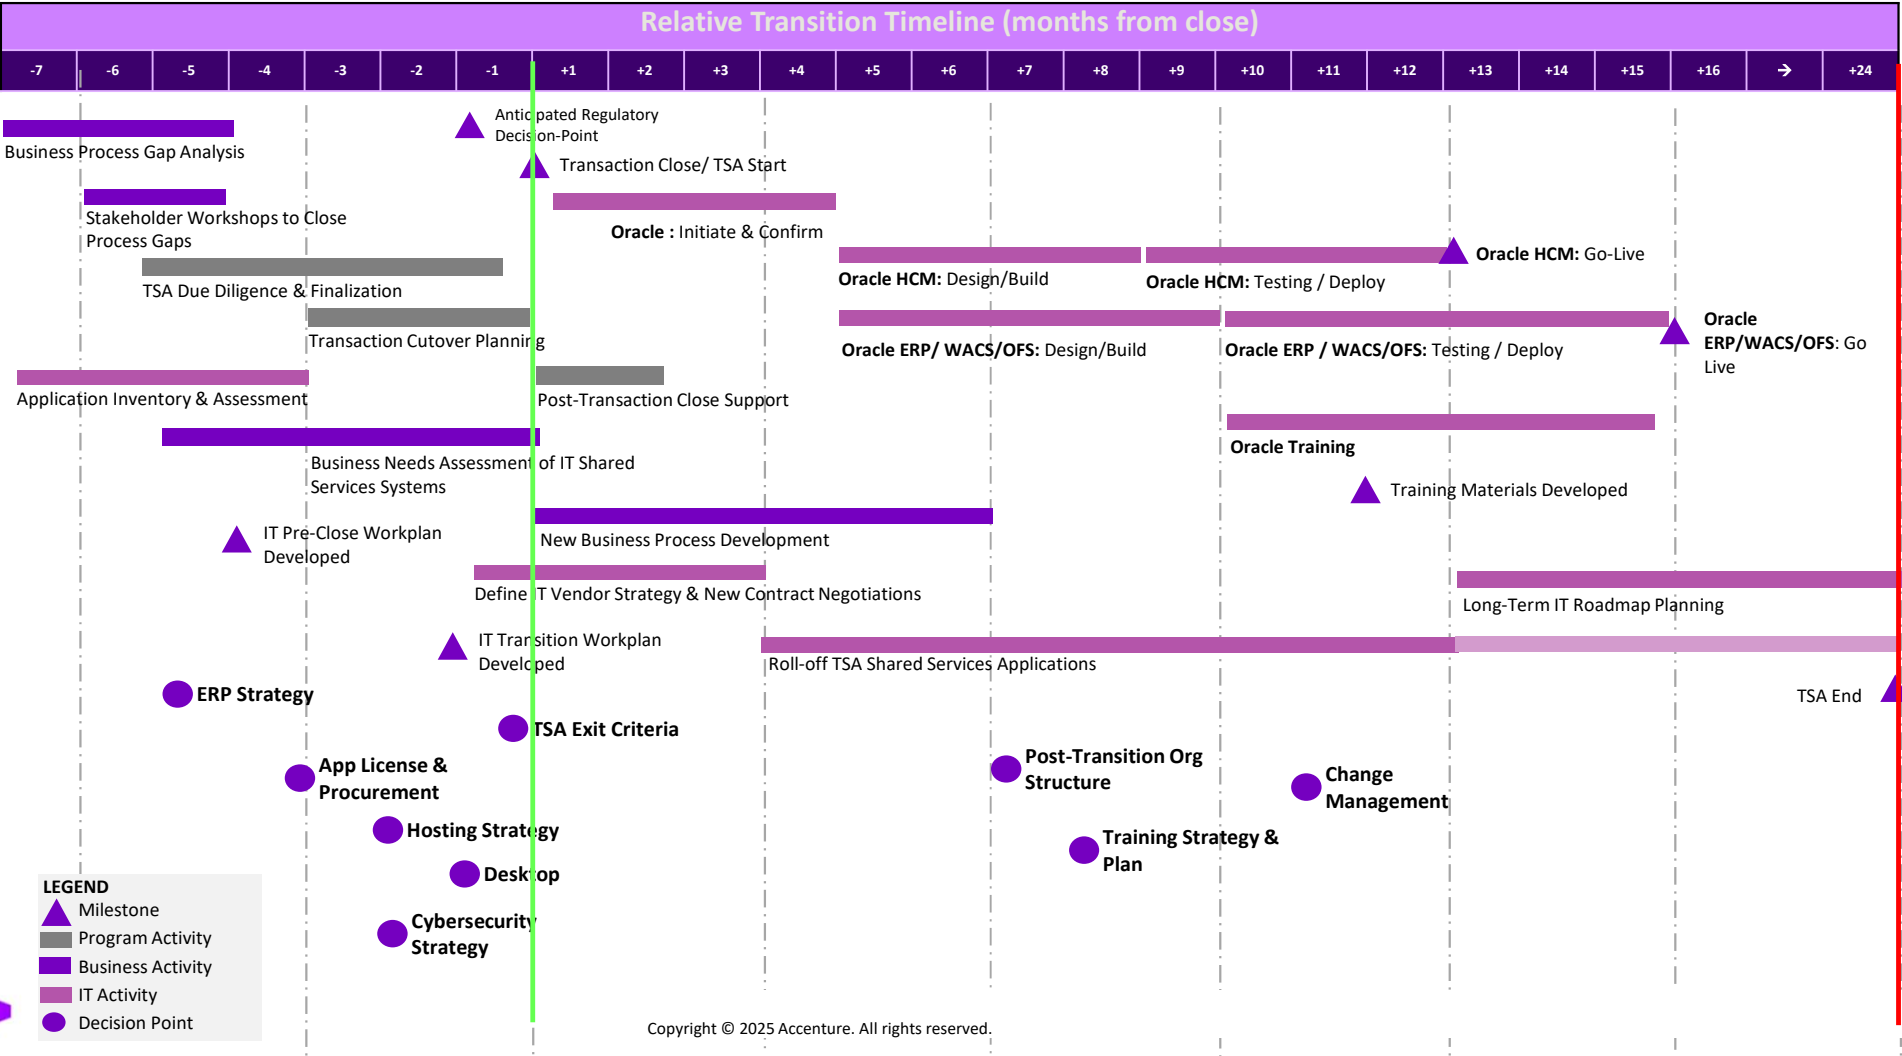 Relative Transition Timeline (months from close)
-7 -6 -5 -4 -3 -2 -1 +1 +2 +3 +4 +5 +6 +7 +8 +9 +10 +11 +12 +13 +14 +15 +16 → +24
Anticipated Regulatory
Decision-Point
Business Process Gap Analysis
Transaction Close/ TSA Start
Stakeholder Workshops to Close
Process Gaps
Oracle : Initiate & Confirm
Oracle HCM: Go-Live
TSA Due Diligence & Finalization
Oracle HCM: Design/Build
Oracle HCM: Testing / Deploy
Transaction Cutover Planning
Oracle ERP/ WACS/OFS: Design/Build
Oracle ERP / WACS/OFS: Testing / Deploy
Oracle
ERP/WACS/OFS: Go
Live
Application Inventory & Assessment
Post-Transaction Close Support
Oracle Training
Business Needs Assessment of IT Shared
Services Systems
Training Materials Developed
IT Pre-Close Workplan
Developed
New Business Process Development
Define IT Vendor Strategy & New Contract Negotiations
Long-Term IT Roadmap Planning
IT Transition Workplan
Developed
Roll-off TSA Shared Services Applications
ERP Strategy
TSA End
TSA Exit Criteria
App License &
Procurement
Post-Transition Org
Structure
Change
Management
Hosting Strategy
Training Strategy &
Plan
Desktop
Cybersecurity
Strategy
LEGEND
Milestone
Program Activity
Business Activity
IT Activity
Decision Point
Copyright © 2025 Accenture. All rights reserved.